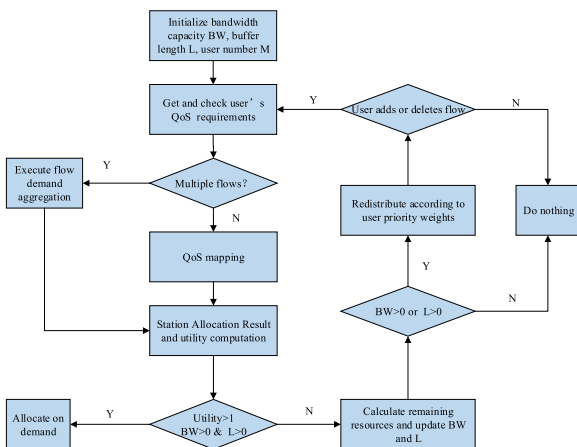 Initialize bandwidth
capacity BW, buffer
length L, user number M
Get and check user's
QoS requirements
Y
User adds or deletes flow
N
Y
Execute flow
demand
aggregation
Multiple flows?
N
Redistribute according to
user priority weights
Do nothing
QoS mapping
Y
Station Allocation Result
and utility computation
BW>0 or L>0
N
Allocate on
demand
Y
Utility>1
BW>0 & L>0
N
Calculate remaining
resources and update BW
and L